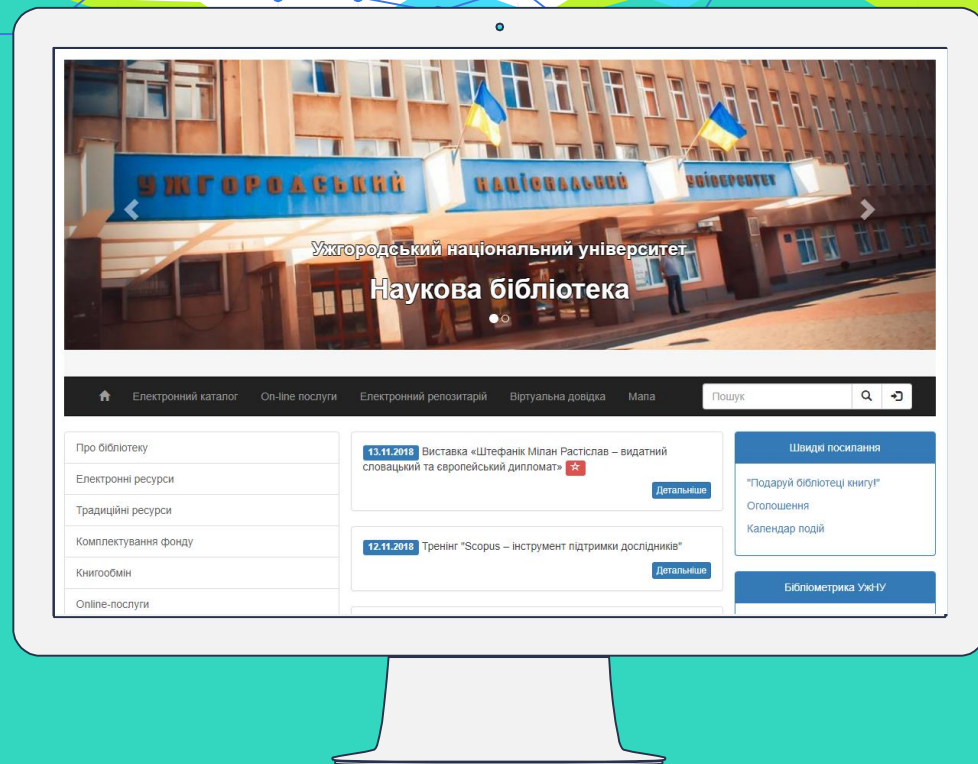 УЖГОРОДСЬКИЙ НАЦІОНАЛЬНИЙ УНІВЕРСИТЕТ
Ужгородський національний університет
Наукова бібліотека
Електронний каталог On-line послуги Електронний репозитарій Віртуальна довідка Мапа Пошук
Про бібліотеку
Електронні ресурси
Традиційні ресурси
Комплектування фонду
Книгообмін
Online-послуги
13.11.2018 Виставка «Штефанік Мілан Растіслав – видатний
словацький та європейський дипломат»
Детальніше
12.11.2018 Тренінг "Scopus – інструмент підтримки дослідників"
Детальніше
Швидкі посилання
"Подаруй бібліотеці книгу!"
Оголошення
Календар подій
Бібліометрика УжНУ